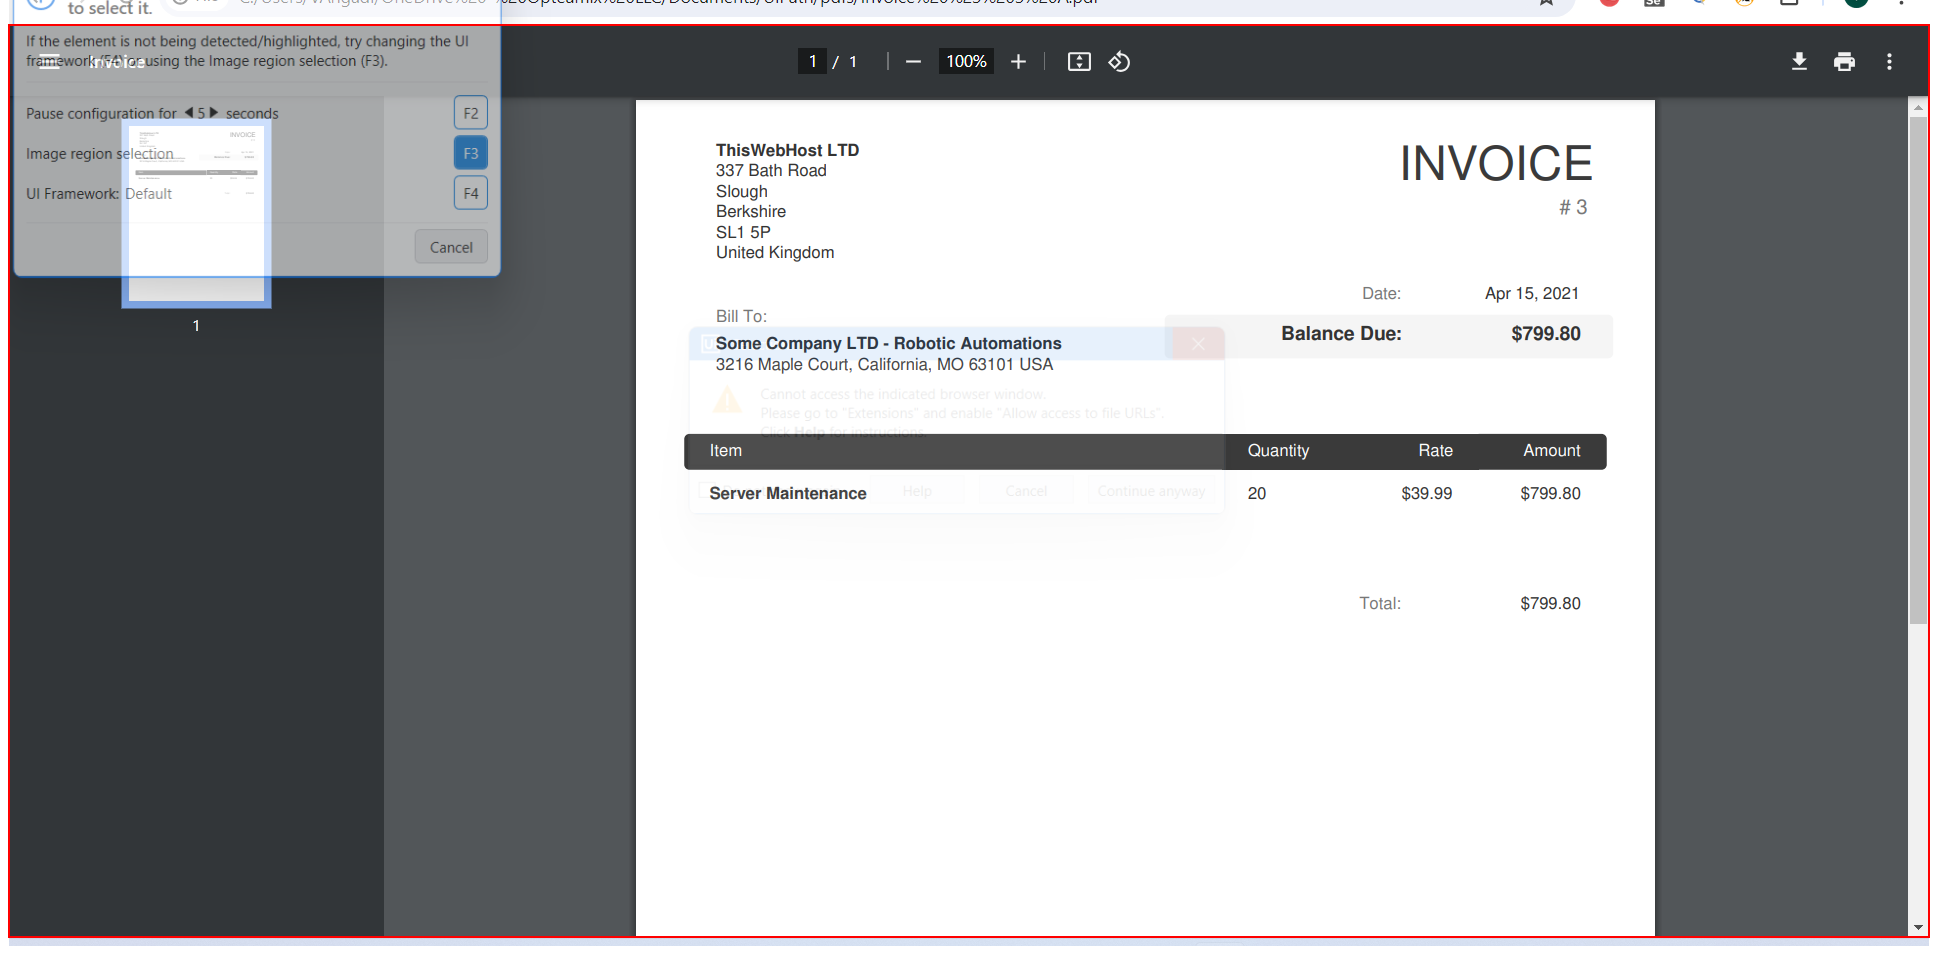 to select it.
If the element is not being detected/highlighted, try changing the UI
framework (F4) or using the Image region selection (F3).
Invoice
1 / 1
100%
Pause configuration for 5 seconds
F2
Image region selection
F3
UI Framework: Default
F4
Cancel
1
ThisWebHost LTD
337 Bath Road
Slough
Berkshire
SL1 5P
United Kingdom
INVOICE
# 3
Date: Apr 15, 2021
Balance Due: $799.80
Bill To:
Some Company LTD - Robotic Automations
3216 Maple Court, California, MO 63101 USA
Cannot access the indicated browser window.
Please go to "Extensions" and enable "Allow access to file URLs".
Click Help for instructions.
Item Quantity Rate Amount
Server Maintenance 20 $39.99 $799.80
Help Cancel Continue anyway
Total: $799.80